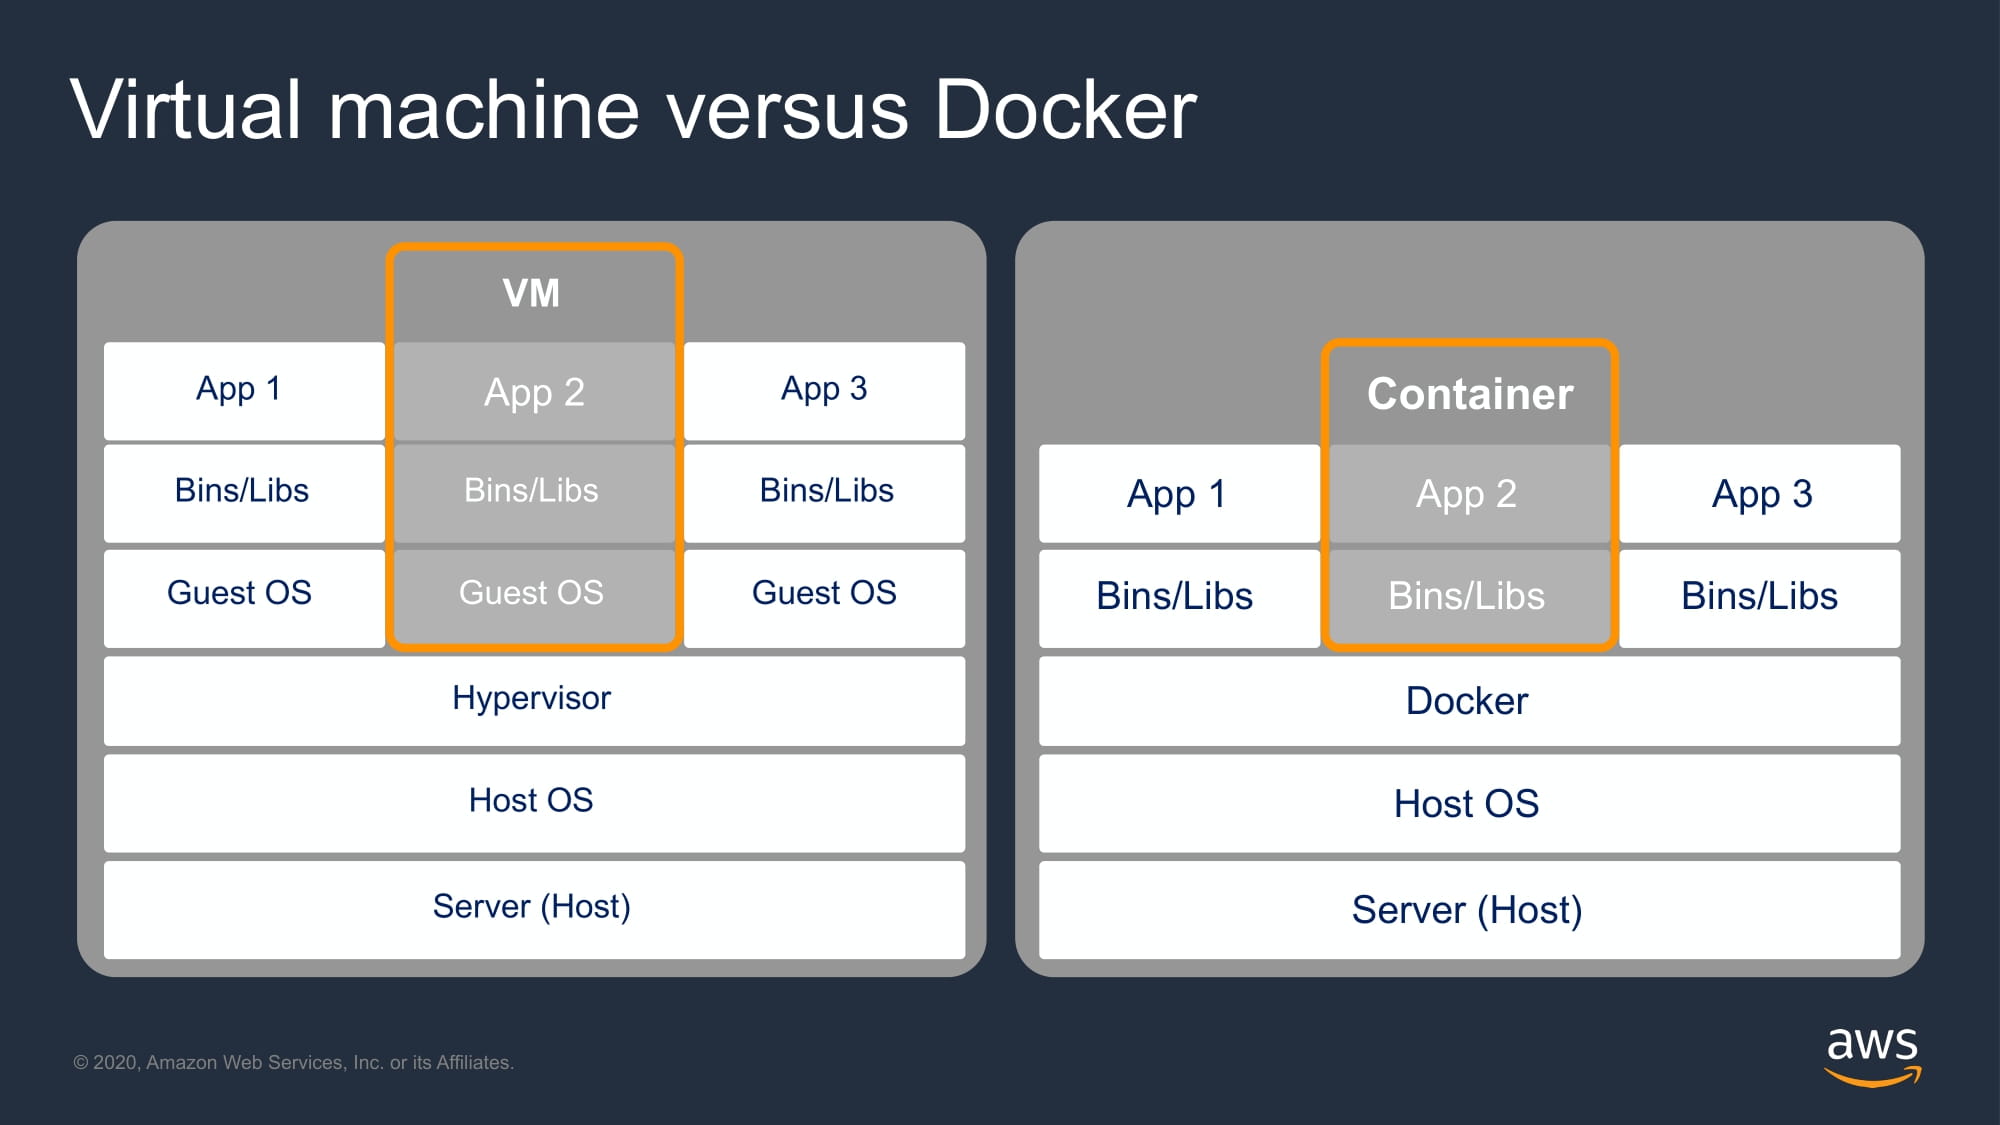 Virtual machine versus Docker
VM
App 1
App 2
App 3
Bins/Libs
Bins/Libs
Bins/Libs
Guest OS
Guest OS
Guest OS
Hypervisor
Host OS
Server (Host)
Container
App 1
App 2
App 3
Bins/Libs
Bins/Libs
Bins/Libs
Docker
Host OS
Server (Host)
© 2020, Amazon Web Services, Inc. or its Affiliates.
aws